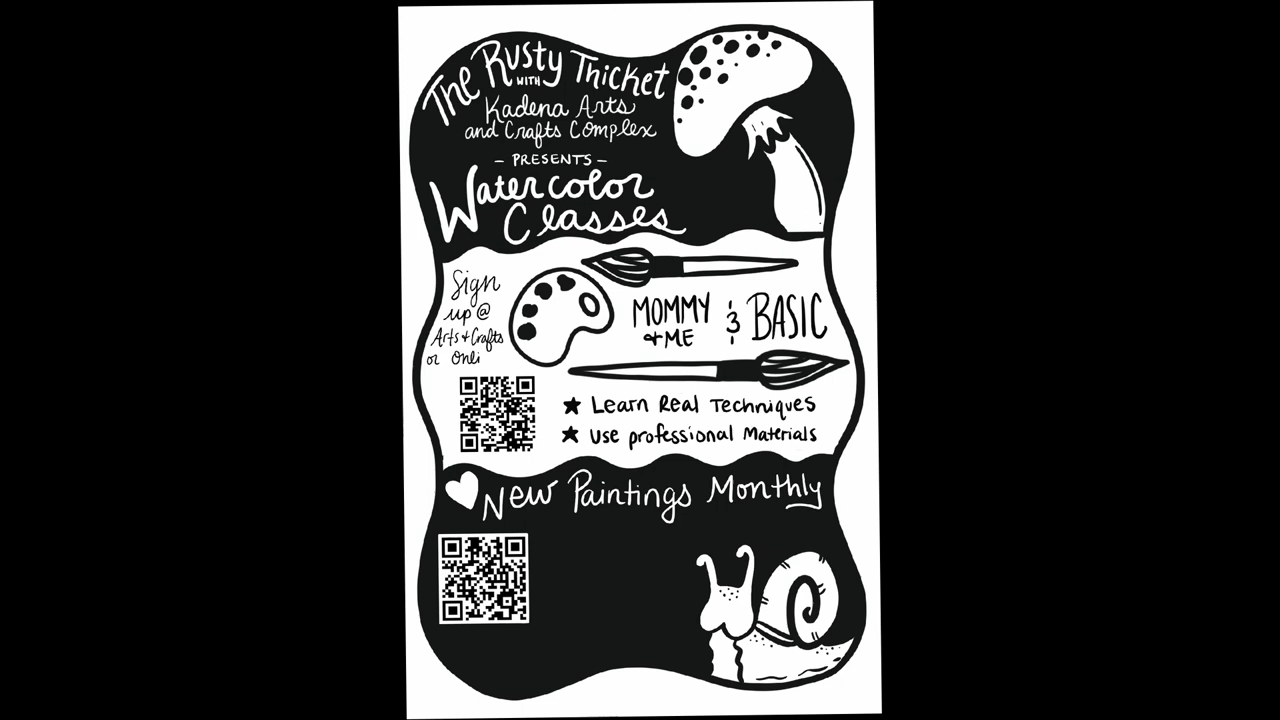 The Rusty Thicket
WITH
Kadena Arts
and Crafts Complex
- PRESENTS -
Watercolor
Classes
Sign
up @
Arts + Crafts
or Onli
MOMMY
+ ME
& BASIC
★ Learn Real Techniques
★ Use professional Materials
New Paintings Monthly